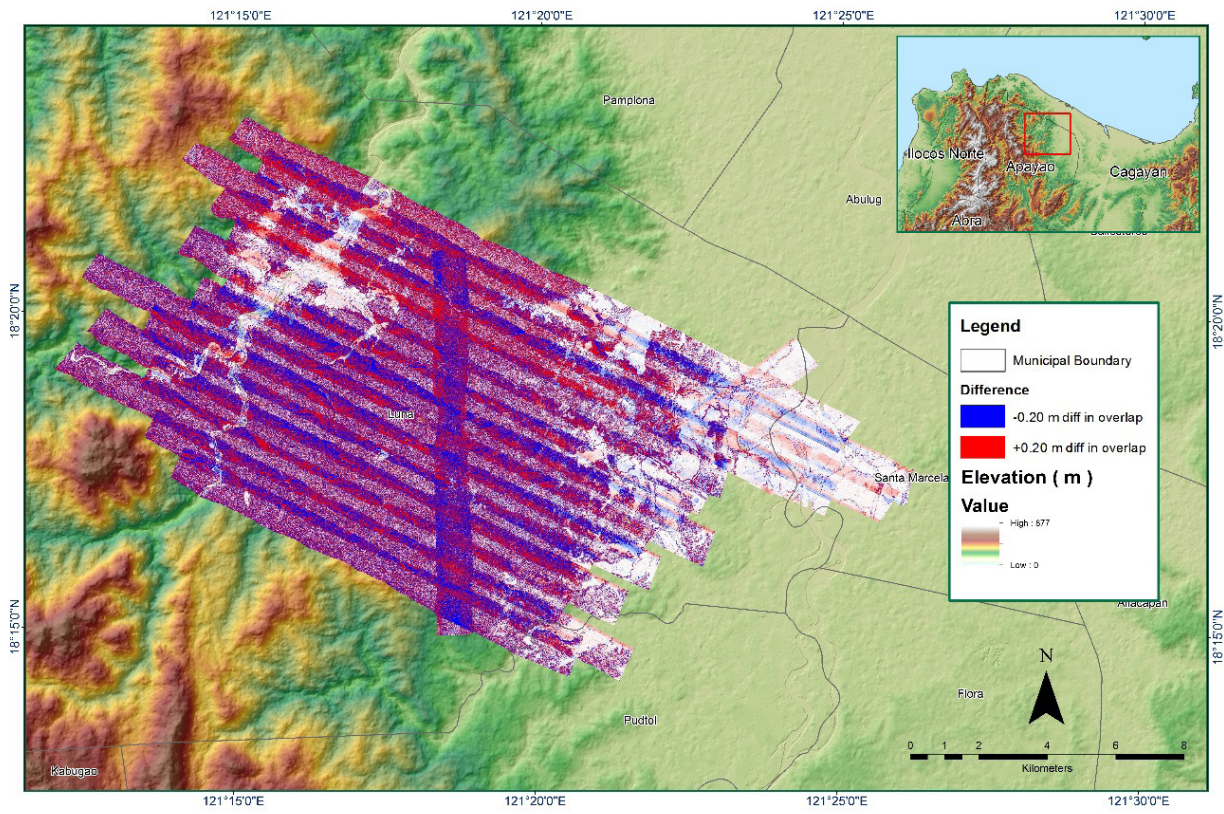 121°15'0"E
121°20'0"E
121°25'0"E
121°30'0"E
Pamplona
Abulug
Ilocos Norte
Apayao
Cagayan
Abra
18°20'0"N
18°20'0"N
Legend
Municipal Boundary
Difference
-0.20 m diff in overlap
+0.20 m diff in overlap
Elevation ( m )
Value
High : 877
Low : 0
Luna
Santa Marcela
Allacapan
18°15'0"N
18°15'0"N
Flora
Pudtol
Kabugao
N
0 1 2 4 6 8
Kilometers
121°15'0"E
121°20'0"E
121°25'0"E
121°30'0"E